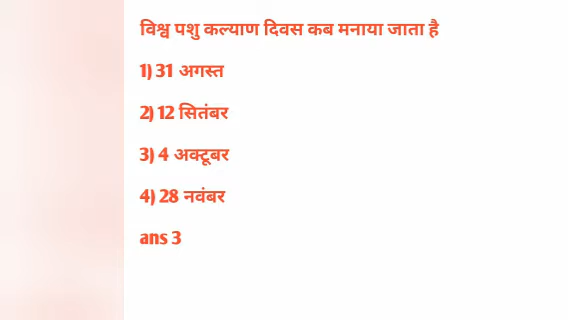 विश्व पशु कल्याण दिवस कब मनाया जाता है
1) 31 अगस्त
2) 12 सितंबर
3) 4 अक्टूबर
4) 28 नवंबर
ans 3